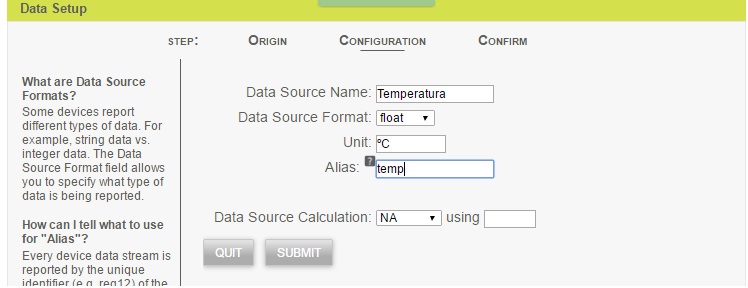 Data Setup
STEP: ORIGIN CONFIGURATION CONFIRM
What are Data Source
Formats?
Some devices report
different types of data. For
example, string data vs.
integer data. The Data
Source Format field allows
you to specify what type of
data is being reported.
How can I tell what to use
for "Alias"?
Every device data stream is
reported by the unique
identifier (e.g. reg12) of the
Data Source Name: Temperatura
Data Source Format: float
Unit: ºC
Alias: ? temp
Data Source Calculation: NA using
QUIT SUBMIT